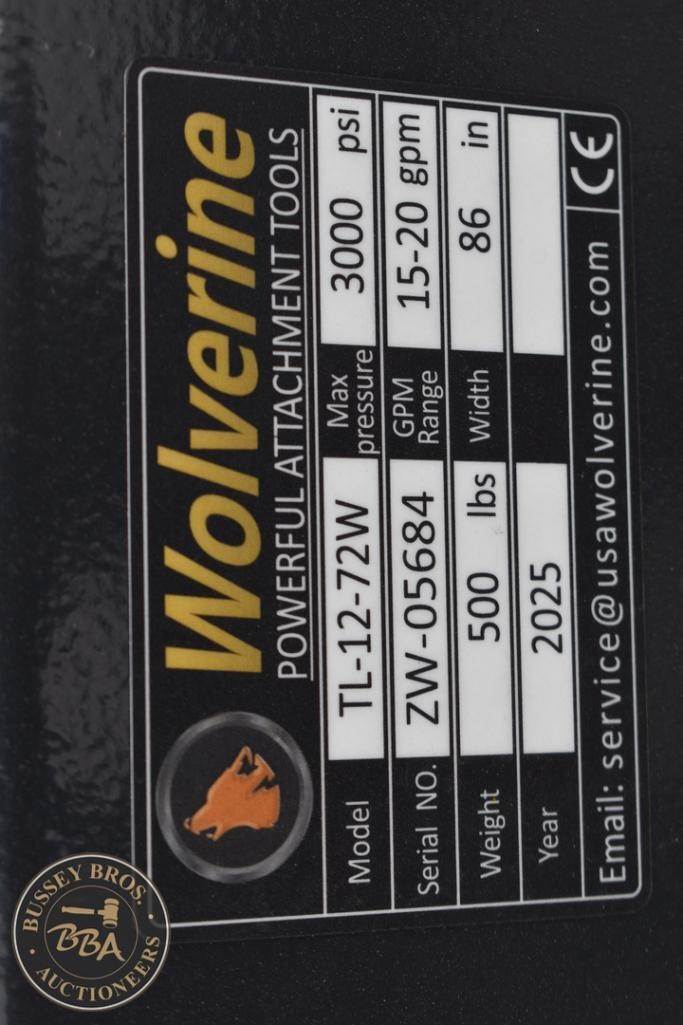 Wolverine
POWERFUL ATTACHMENT TOOLS
Model TL-12-72W Max pressure 3000 psi
Serial NO. ZW-05684 GPM Range 15-20 gpm
Weight 500 lbs Width 86 in
Year 2025
Email: service@usawolverine.com CE
BUSSEY BROS.
BBA
AUCTIONEERS